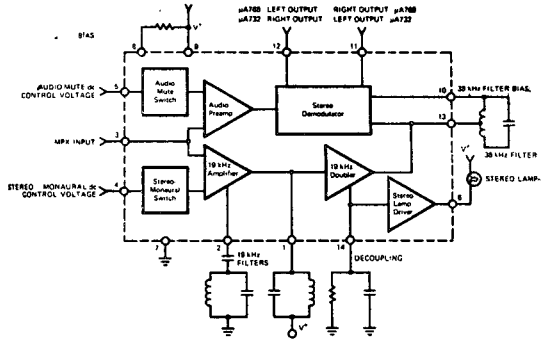 µA768 LEFT OUTPUT
µA732 RIGHT OUTPUT
RIGHT OUTPUT µA768
LEFT OUTPUT µA732
BIAS
V+
8
9
12
11
AUDIO MUTE dc
CONTROL VOLTAGE
5
Audio
Mute
Switch
Audio
Preamp
Stereo
Demodulator
10
38 kHz FILTER BIAS,
13
38 kHz FILTER
MPX INPUT
3
19 kHz
Amplifier
19 kHz
Doubler
V+
STEREO LAMP-
STEREO MONAURAL dc
CONTROL VOLTAGE
4
Stereo
Monaural
Switch
Stereo
Lamp
Driver
6
7
2
1
14
19 kHz
FILTERS
DECOUPLING
V+